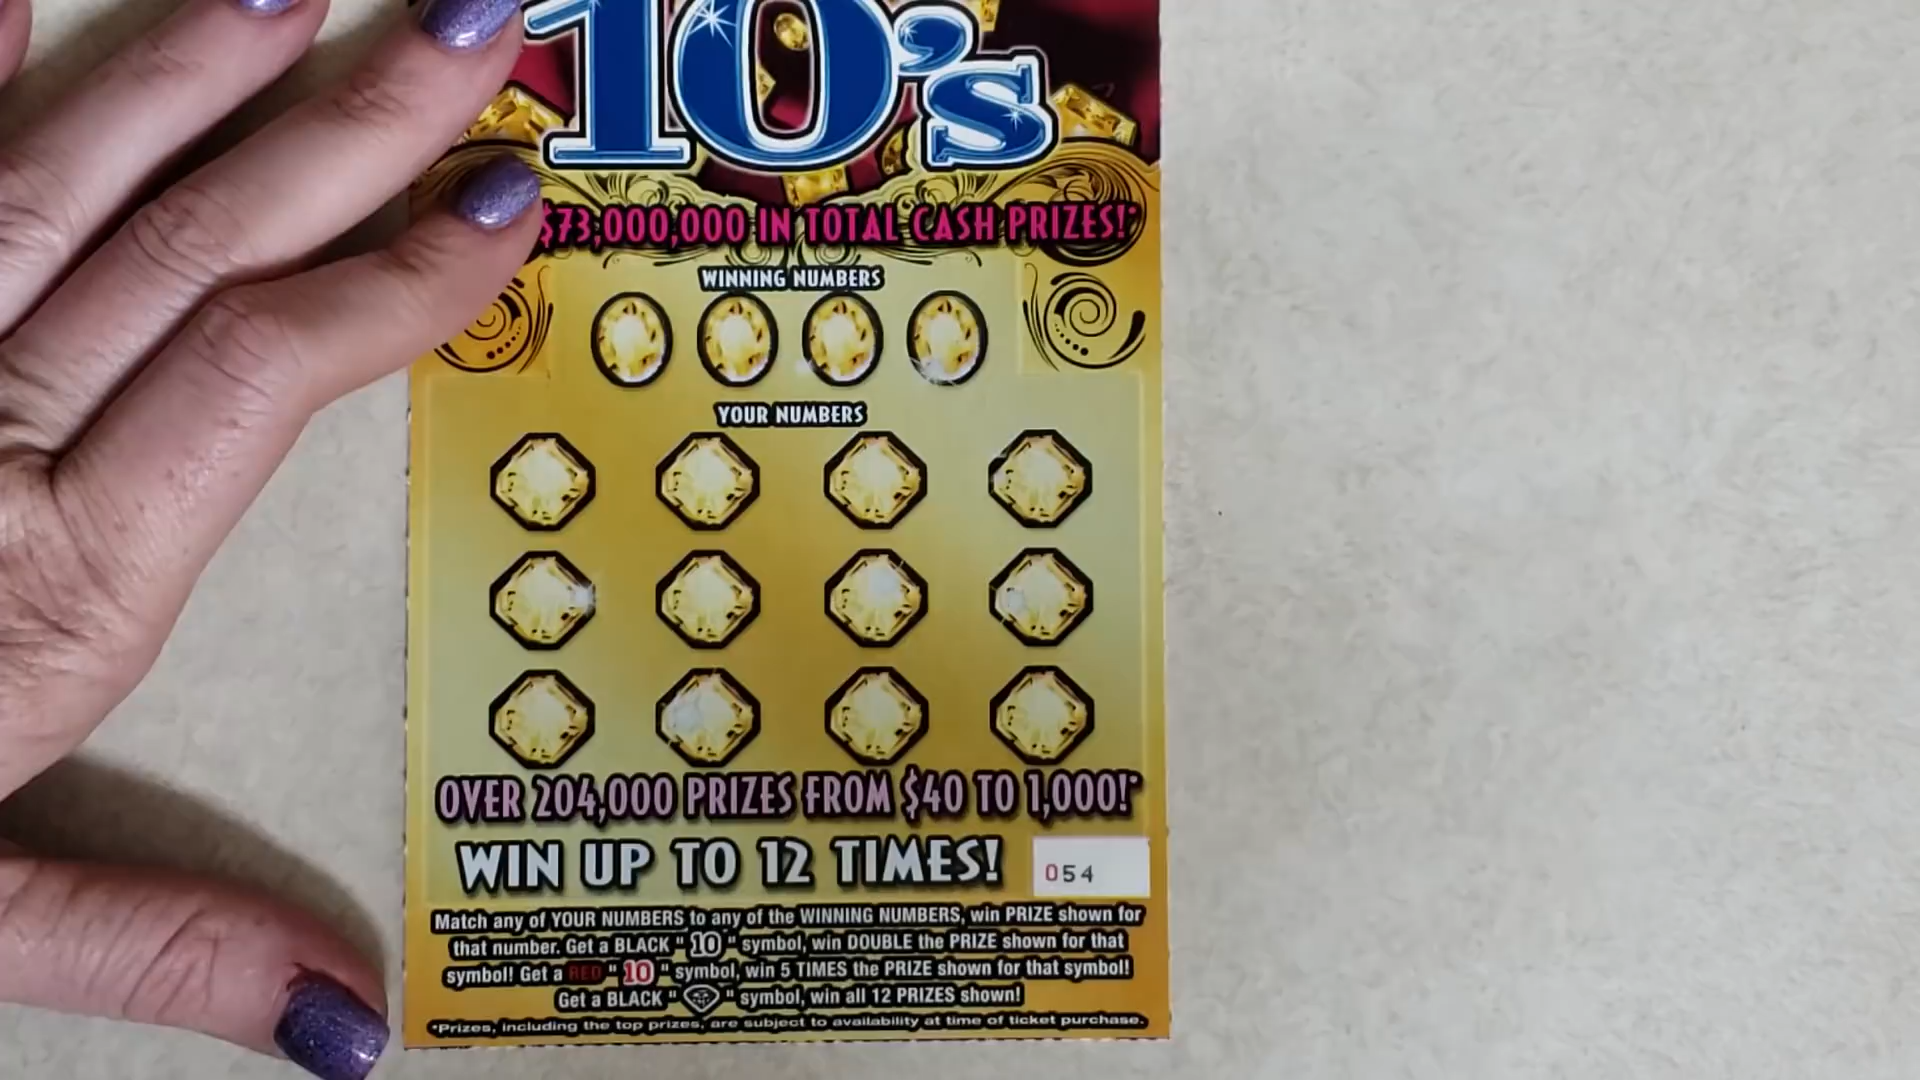 10's
$73,000,000 IN TOTAL CASH PRIZES!*
WINNING NUMBERS
YOUR NUMBERS
OVER 204,000 PRIZES FROM $40 TO 1,000!*
WIN UP TO 12 TIMES!
054
Match any of YOUR NUMBERS to any of the WINNING NUMBERS, win PRIZE shown for
that number. Get a BLACK "10" symbol, win DOUBLE the PRIZE shown for that
symbol! Get a RED "10" symbol, win 5 TIMES the PRIZE shown for that symbol!
Get a BLACK " " symbol, win all 12 PRIZES shown!
*Prizes, including the top prizes, are subject to availability at time of ticket purchase.